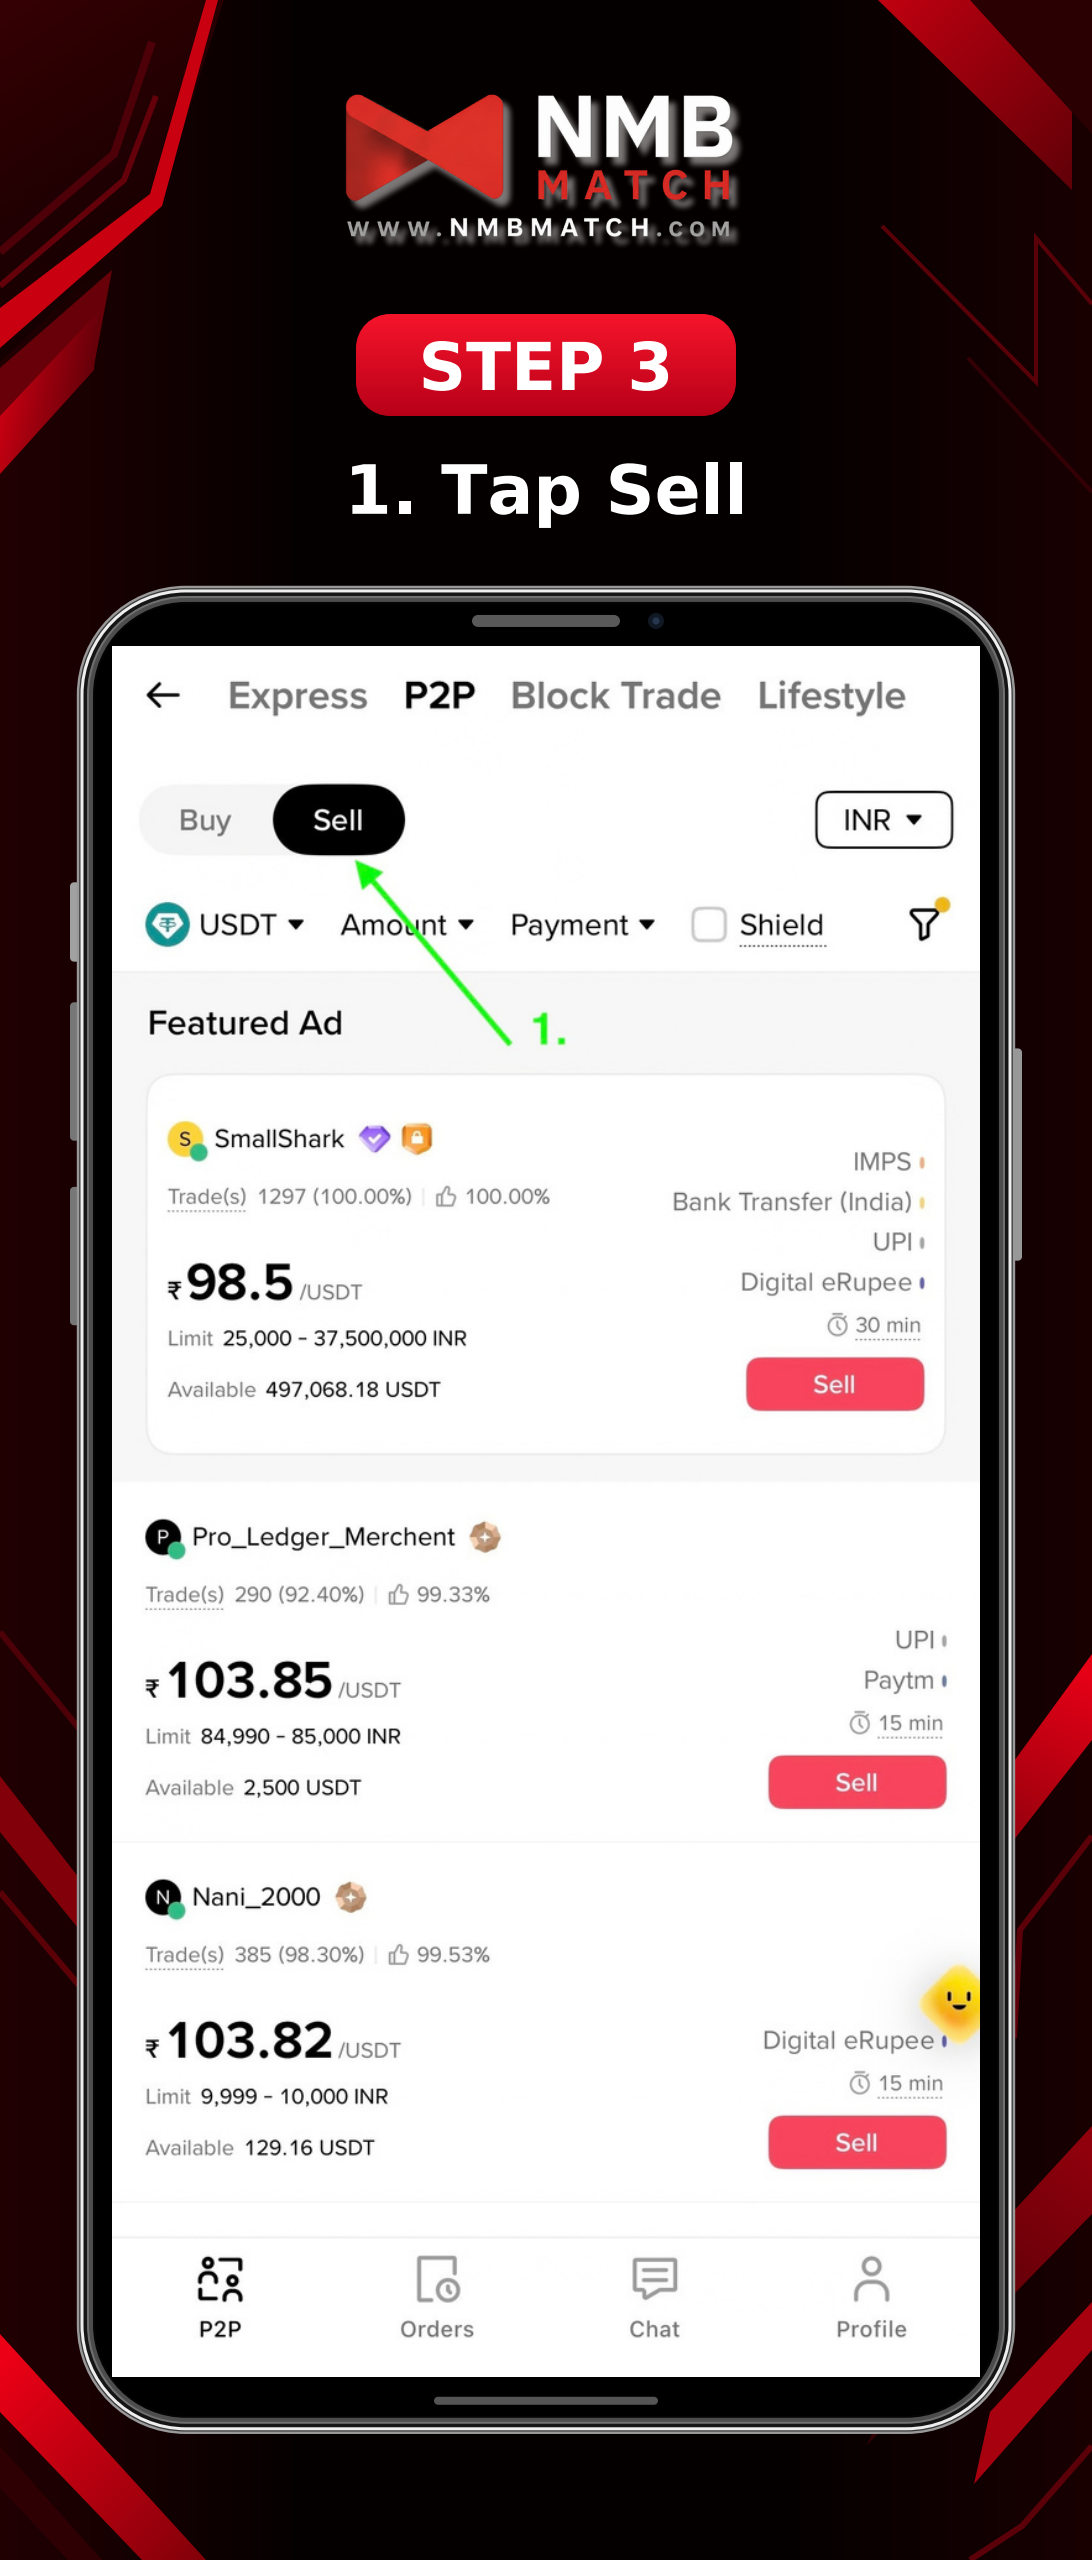 NMB
MATCH
WWW.NMBMATCH.COM
STEP 3
1. Tap Sell
Express P2P Block Trade Lifestyle
Buy Sell INR
USDT Amount Payment Shield
Featured Ad
1.
S SmallShark
Trade(s) 1297 (100.00%) 100.00%
IMPS
Bank Transfer (India)
UPI
₹98.5 /USDT
Digital eRupee
Limit 25,000 – 37,500,000 INR
30 min
Available 497,068.18 USDT
Sell
P Pro_Ledger_Merchent
Trade(s) 290 (92.40%) 99.33%
UPI
₹103.85 /USDT
Paytm
Limit 84,990 – 85,000 INR
15 min
Available 2,500 USDT
Sell
N Nani_2000
Trade(s) 385 (98.30%) 99.53%
₹103.82 /USDT
Digital eRupee
Limit 9,999 – 10,000 INR
15 min
Available 129.16 USDT
Sell
P2P Orders Chat Profile